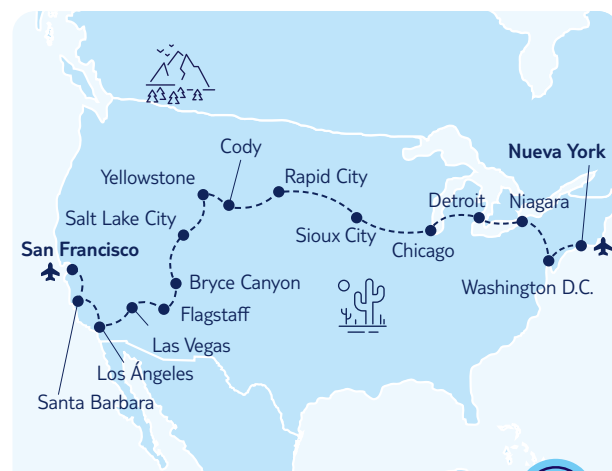 Cody
Nueva York
Yellowstone
Rapid City
Detroit
Niagara
Salt Lake City
Sioux City
Chicago
San Francisco
Bryce Canyon
Washington D.C.
Flagstaff
Las Vegas
Los Ángeles
Santa Barbara